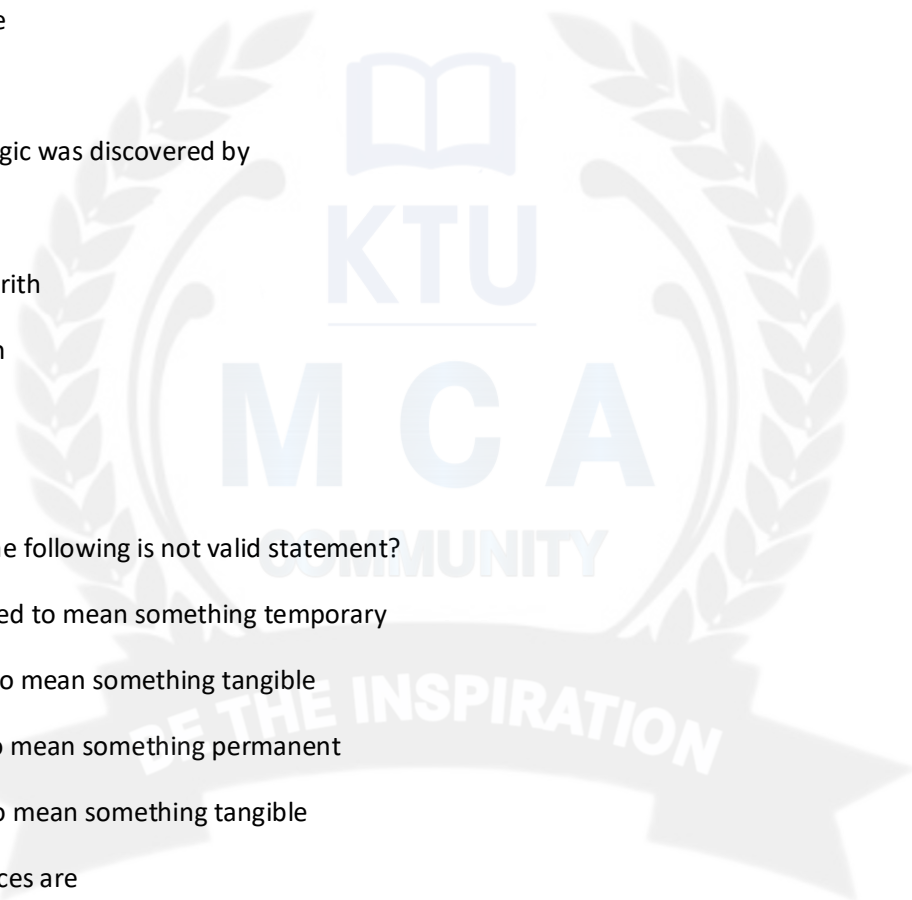 e
gic was discovered by
KTU
rith
n
M C A
COMMUNITY
e following is not valid statement?
ed to mean something temporary
o mean something tangible
BE THE INSPIRATION
o mean something permanent
o mean something tangible
ces are